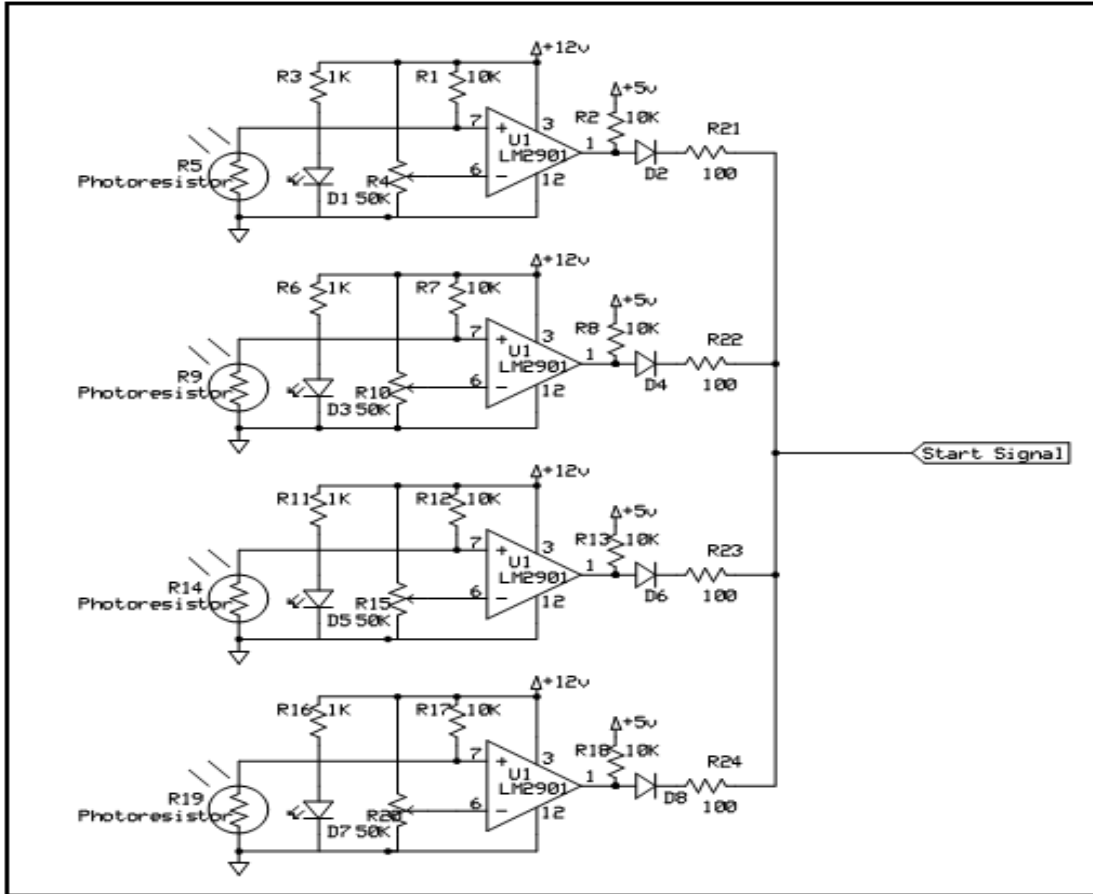 +12v
R3 1K R1 10K
+5v
R2 10K
7 + 3
U1
LM2901
1
R21
R5
Photoresistor
D1 50K
R4
6 −
12
D2
100
+12v
R6 1K R7 10K
+5v
R8 10K
7 + 3
U1
LM2901
1
R22
R9
Photoresistor
D3 50K
R10
6 −
12
D4
100
Start Signal
+12v
R11 1K R12 10K
+5v
R13 10K
7 + 3
U1
LM2901
1
R23
R14
Photoresistor
D5 50K
R15
6 −
12
D6
100
+12v
R16 1K R17 10K
+5v
R18 10K
7 + 3
U1
LM2901
1
R24
R19
Photoresistor
D7 50K
R20
6 −
12
D8
100